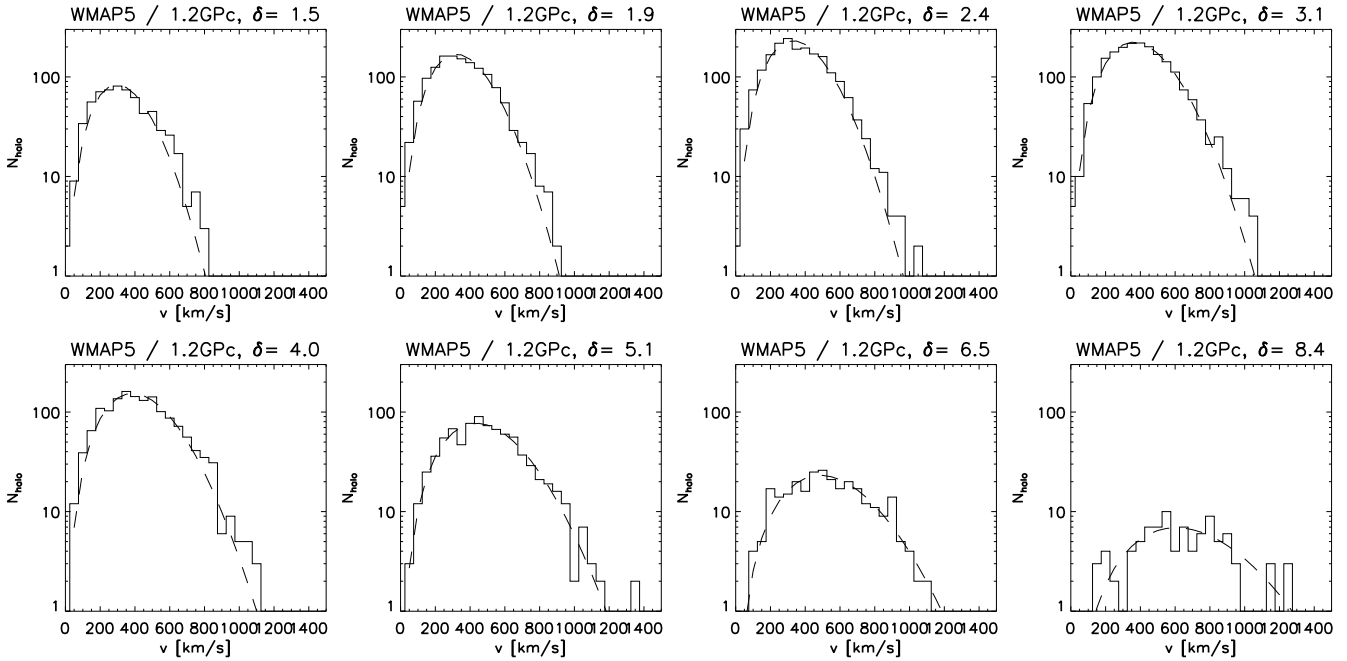 WMAP5 / 1.2GPc, δ= 1.5
WMAP5 / 1.2GPc, δ= 1.9
WMAP5 / 1.2GPc, δ= 2.4
WMAP5 / 1.2GPc, δ= 3.1
100
10
1
N_halo
0 200 400 600 800 1000 1200 1400
v [km/s]
100
10
1
N_halo
0 200 400 600 800 1000 1200 1400
v [km/s]
100
10
1
N_halo
0 200 400 600 800 1000 1200 1400
v [km/s]
100
10
1
N_halo
0 200 400 600 800 1000 1200 1400
v [km/s]
WMAP5 / 1.2GPc, δ= 4.0
WMAP5 / 1.2GPc, δ= 5.1
WMAP5 / 1.2GPc, δ= 6.5
WMAP5 / 1.2GPc, δ= 8.4
100
10
1
N_halo
0 200 400 600 800 1000 1200 1400
v [km/s]
100
10
1
N_halo
0 200 400 600 800 1000 1200 1400
v [km/s]
100
10
1
N_halo
0 200 400 600 800 1000 1200 1400
v [km/s]
100
10
1
N_halo
0 200 400 600 800 1000 1200 1400
v [km/s]